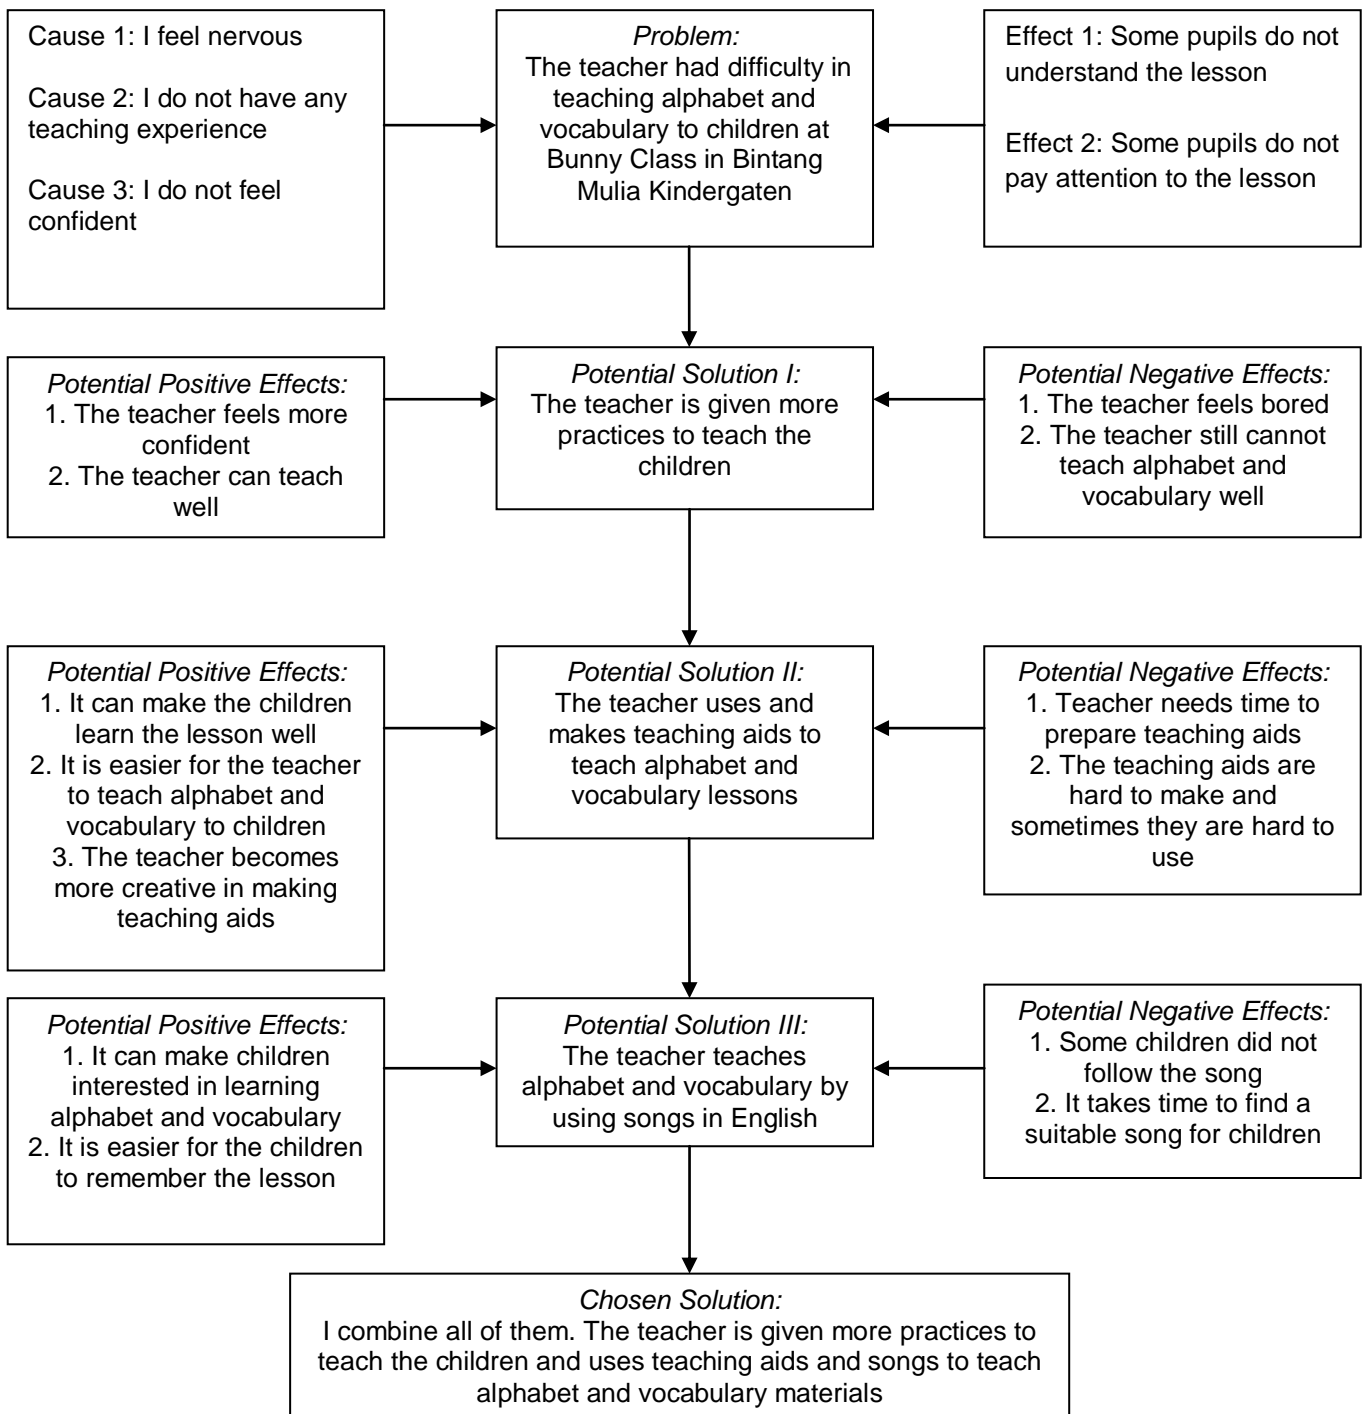 Cause 1: I feel nervous
Cause 2: I do not have any
teaching experience
Cause 3: I do not feel
confident
Problem:
The teacher had difficulty in
teaching alphabet and
vocabulary to children at
Bunny Class in Bintang
Mulia Kindergaten
Effect 1: Some pupils do not
understand the lesson
Effect 2: Some pupils do not
pay attention to the lesson
Potential Positive Effects:
1. The teacher feels more
confident
2. The teacher can teach
well
Potential Solution I:
The teacher is given more
practices to teach the
children
Potential Negative Effects:
1. The teacher feels bored
2. The teacher still cannot
teach alphabet and
vocabulary well
Potential Positive Effects:
1. It can make the children
learn the lesson well
2. It is easier for the teacher
to teach alphabet and
vocabulary to children
3. The teacher becomes
more creative in making
teaching aids
Potential Solution II:
The teacher uses and
makes teaching aids to
teach alphabet and
vocabulary lessons
Potential Negative Effects:
1. Teacher needs time to
prepare teaching aids
2. The teaching aids are
hard to make and
sometimes they are hard to
use
Potential Positive Effects:
1. It can make children
interested in learning
alphabet and vocabulary
2. It is easier for the children
to remember the lesson
Potential Solution III:
The teacher teaches
alphabet and vocabulary by
using songs in English
Potential Negative Effects:
1. Some children did not
follow the song
2. It takes time to find a
suitable song for children
Chosen Solution:
I combine all of them. The teacher is given more practices to
teach the children and uses teaching aids and songs to teach
alphabet and vocabulary materials